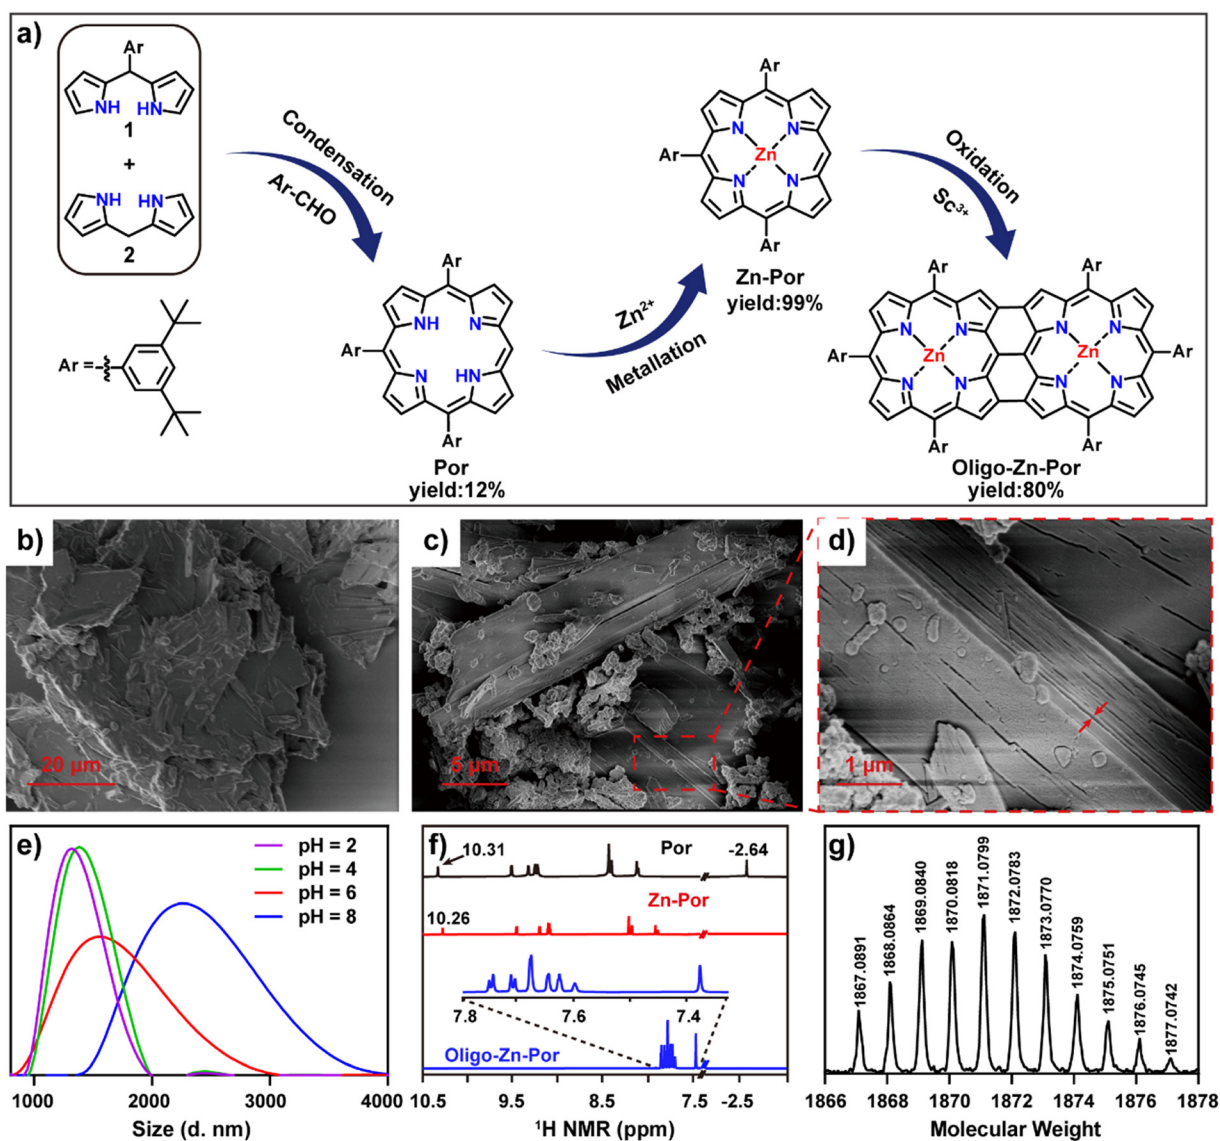 a)
Ar
NH
HN
1
+
NH
HN
2
Ar =
Condensation
Ar-CHO
Ar
NH
N
Ar
N
HN
Ar
Por
yield:12%
Zn²⁺
Metallation
Ar
N
N
Zn
Ar
N
N
Ar
Zn-Por
yield:99%
Oxidation
Sc³⁺
Ar
Ar
N
N
N
N
Ar
Zn
Zn
Ar
N
N
N
N
Ar
Ar
Oligo-Zn-Por
yield:80%
b)
20 μm
c)
5 μm
d)
1 μm
e)
pH = 2
pH = 4
pH = 6
pH = 8
1000
2000
3000
4000
Size (d. nm)
f)
10.31
Por
-2.64
10.26
Zn-Por
7.8
7.6
7.4
Oligo-Zn-Por
10.5
9.5
8.5
7.5
-2.5
¹H NMR (ppm)
g)
1867.0891
1868.0864
1869.0840
1870.0818
1871.0799
1872.0783
1873.0770
1874.0759
1875.0751
1876.0745
1877.0742
1866
1868
1870
1872
1874
1876
1878
Molecular Weight